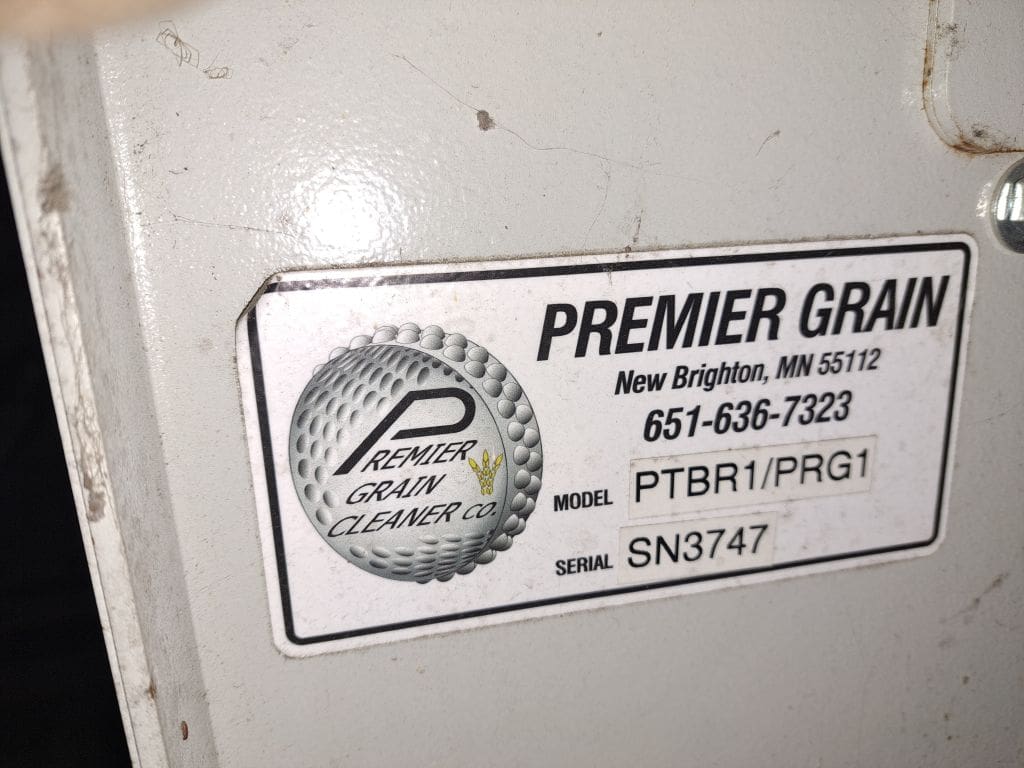 PREMIER GRAIN
New Brighton, MN 55112
651-636-7323
MODEL PTBR1/PRG1
SERIAL SN3747
PREMIER
GRAIN
CLEANER CO.